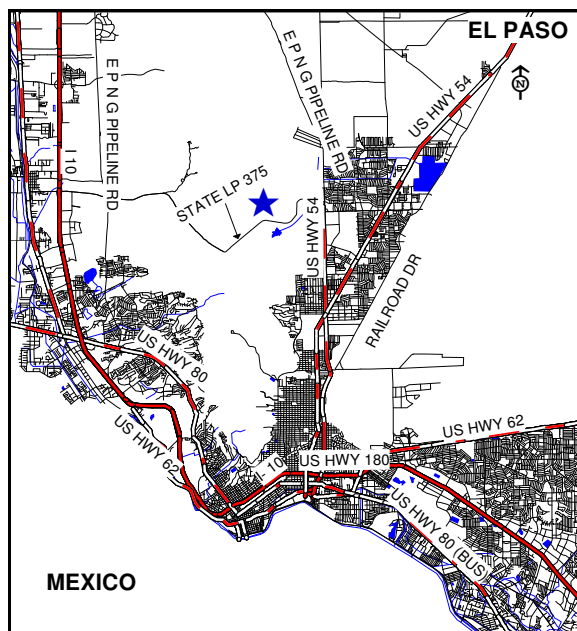 EL PASO
N
E P N G PIPELINE RD
E P N G PIPELINE RD
US HWY 54
I 10
STATE LP 375
US HWY 54
RAILROAD DR
US HWY 80
US HWY 62
US HWY 62
I- 10
US HWY 180
US HWY 80 (BUS)
MEXICO